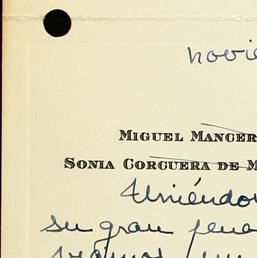 novie
MIGUEL MANCER
SONIA CORCUERA DE M
Uniéndo
su gran pena